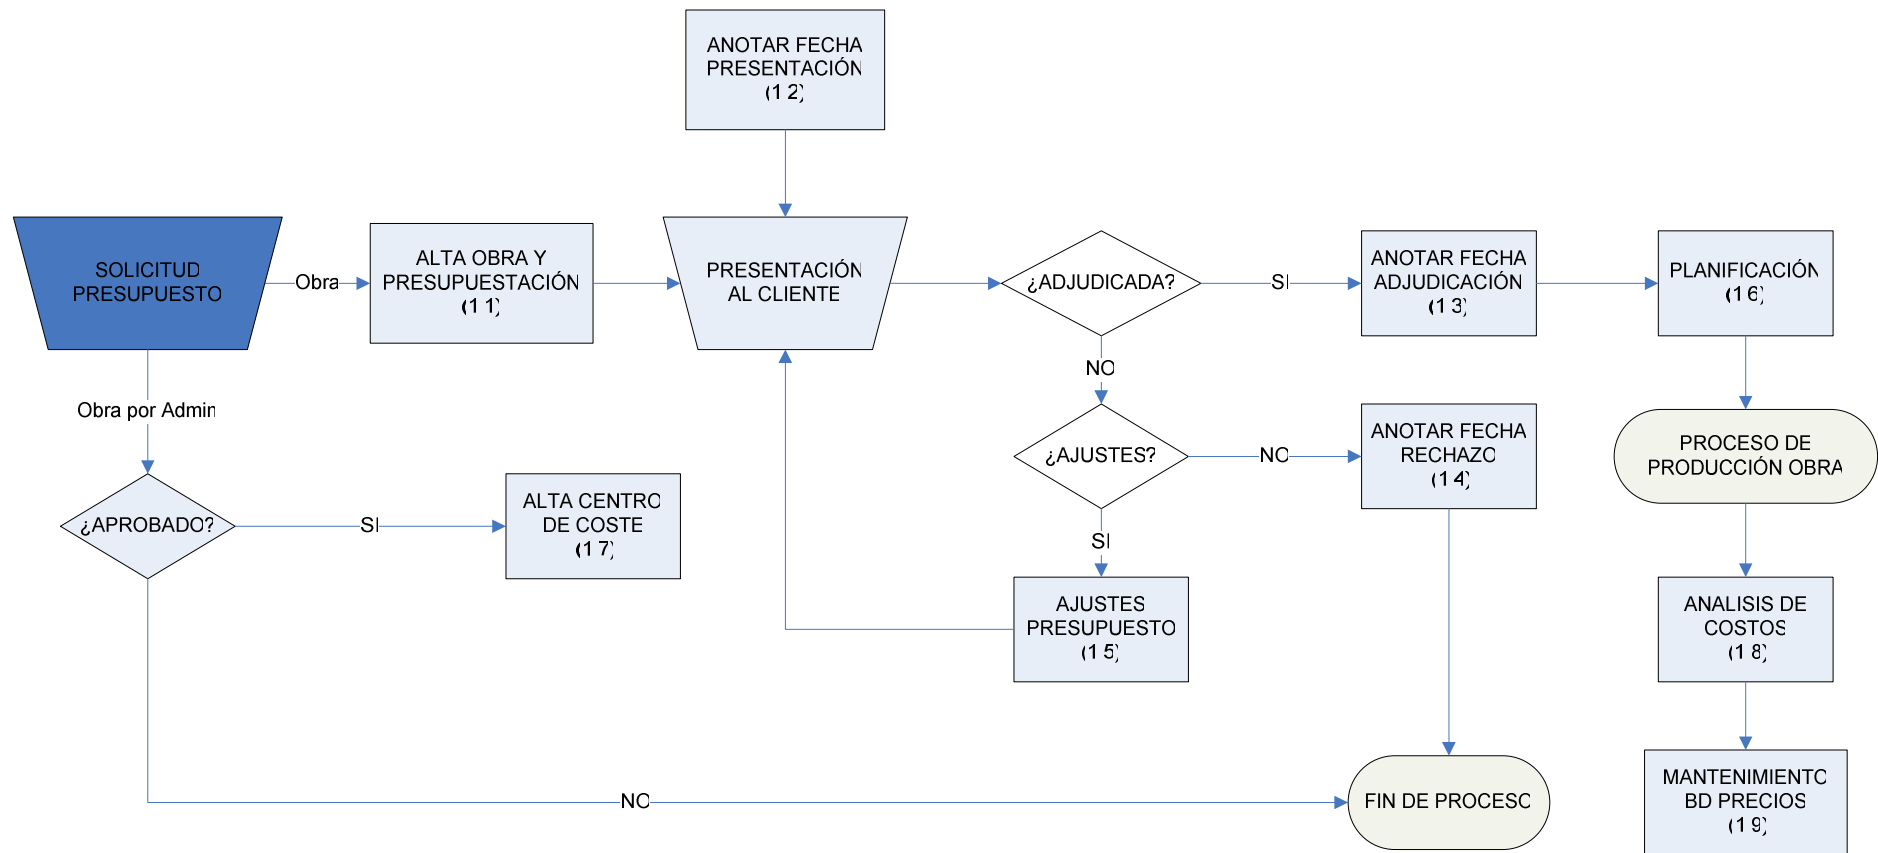 ANOTAR FECHA
PRESENTACIÓN
(1 2)
SOLICITUD
PRESUPUESTO
Obra
ALTA OBRA Y
PRESUPUESTACIÓN
(1 1)
PRESENTACIÓN
AL CLIENTE
¿ADJUDICADA?
SI
ANOTAR FECHA
ADJUDICACIÓN
(1 3)
PLANIFICACIÓN
(1 6)
NO
Obra por Admin
¿AJUSTES?
NO
ANOTAR FECHA
RECHAZO
(1 4)
PROCESO DE
PRODUCCIÓN OBRA
¿APROBADO?
SI
ALTA CENTRO
DE COSTE
(1 7)
SI
AJUSTES
PRESUPUESTO
(1 5)
ANALISIS DE
COSTOS
(1 8)
NO
FIN DE PROCESO
MANTENIMIENTO
BD PRECIOS
(1 9)